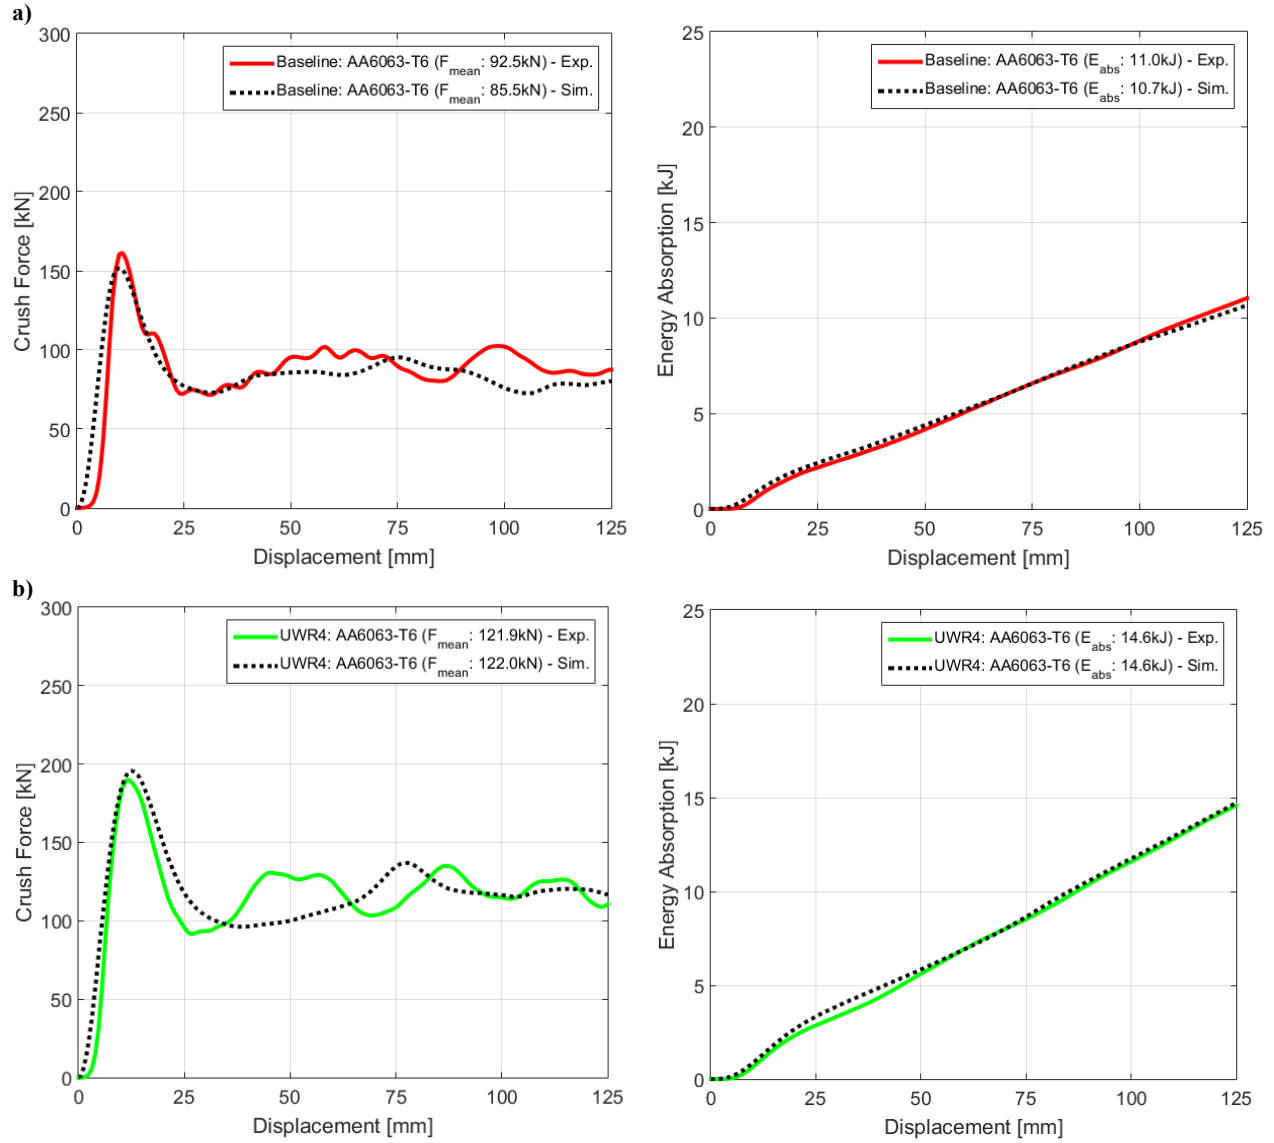 a)
Crush Force [kN]
300
250
200
150
100
50
0
0 25 50 75 100 125
Displacement [mm]
Baseline: AA6063-T6 (Fmean: 92.5kN) - Exp.
Baseline: AA6063-T6 (Fmean: 85.5kN) - Sim.
Energy Absorption [kJ]
25
20
15
10
5
0
0 25 50 75 100 125
Displacement [mm]
Baseline: AA6063-T6 (Eabs: 11.0kJ) - Exp.
Baseline: AA6063-T6 (Eabs: 10.7kJ) - Sim.
b)
Crush Force [kN]
300
250
200
150
100
50
0
0 25 50 75 100 125
Displacement [mm]
UWR4: AA6063-T6 (Fmean: 121.9kN) - Exp.
UWR4: AA6063-T6 (Fmean: 122.0kN) - Sim.
Energy Absorption [kJ]
25
20
15
10
5
0
0 25 50 75 100 125
Displacement [mm]
UWR4: AA6063-T6 (Eabs: 14.6kJ) - Exp.
UWR4: AA6063-T6 (Eabs: 14.6kJ) - Sim.